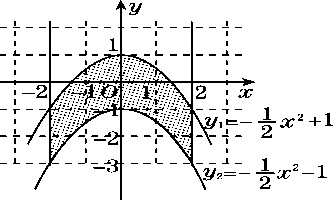 y
1
-2 -1 O 1 2 x
-1
y₁=-1/2x²+1
-2
-3
y₂=-1/2x²-1